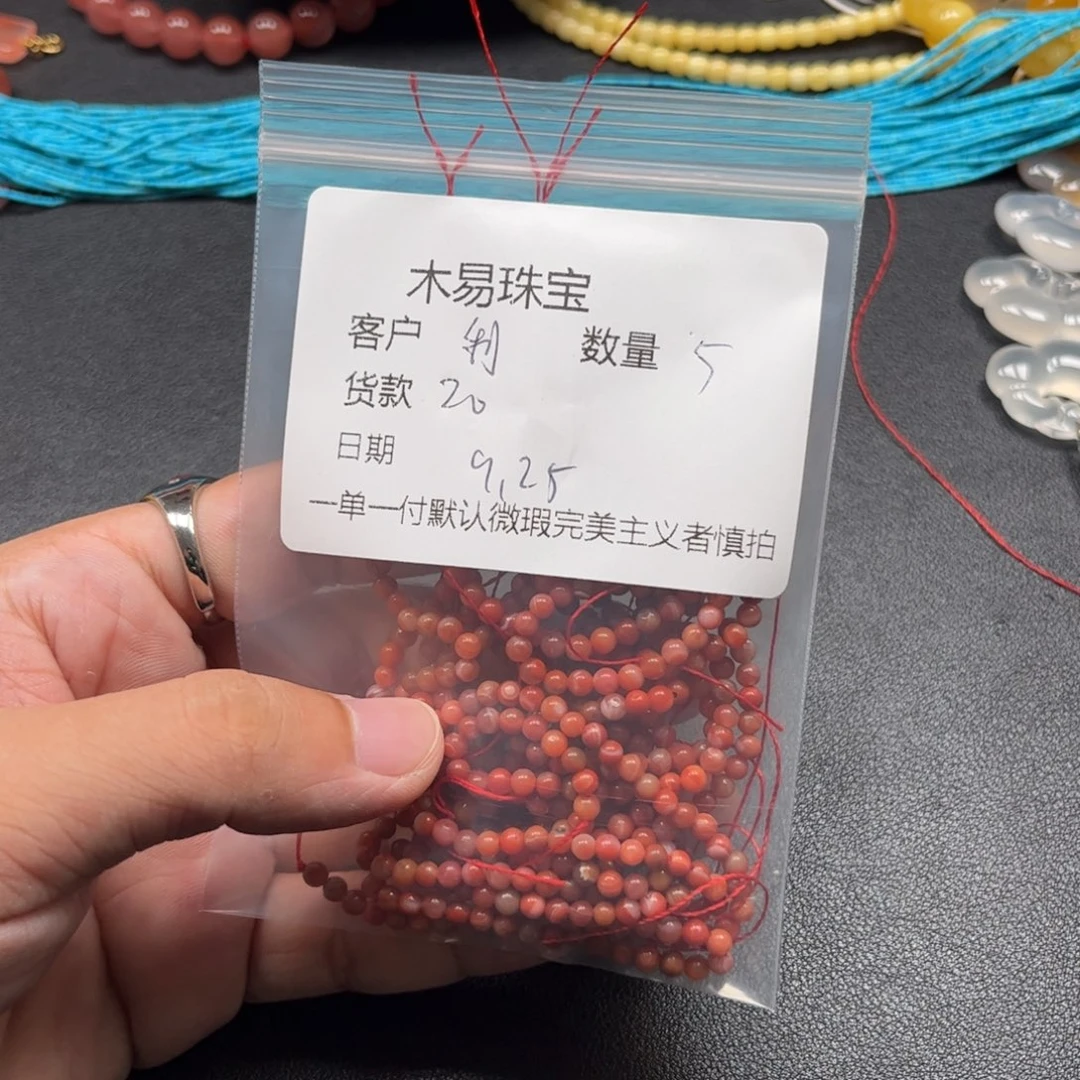 木易珠宝
客户 利 数量 5
货款 20
日期 9.25
一单一付默认微瑕完美主义者慎拍